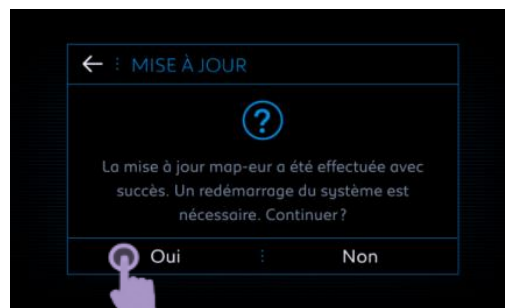 MISE À JOUR
La mise à jour map-eur a été effectuée avec
succès. Un redémarrage du système est
nécessaire. Continuer?
Oui
Non